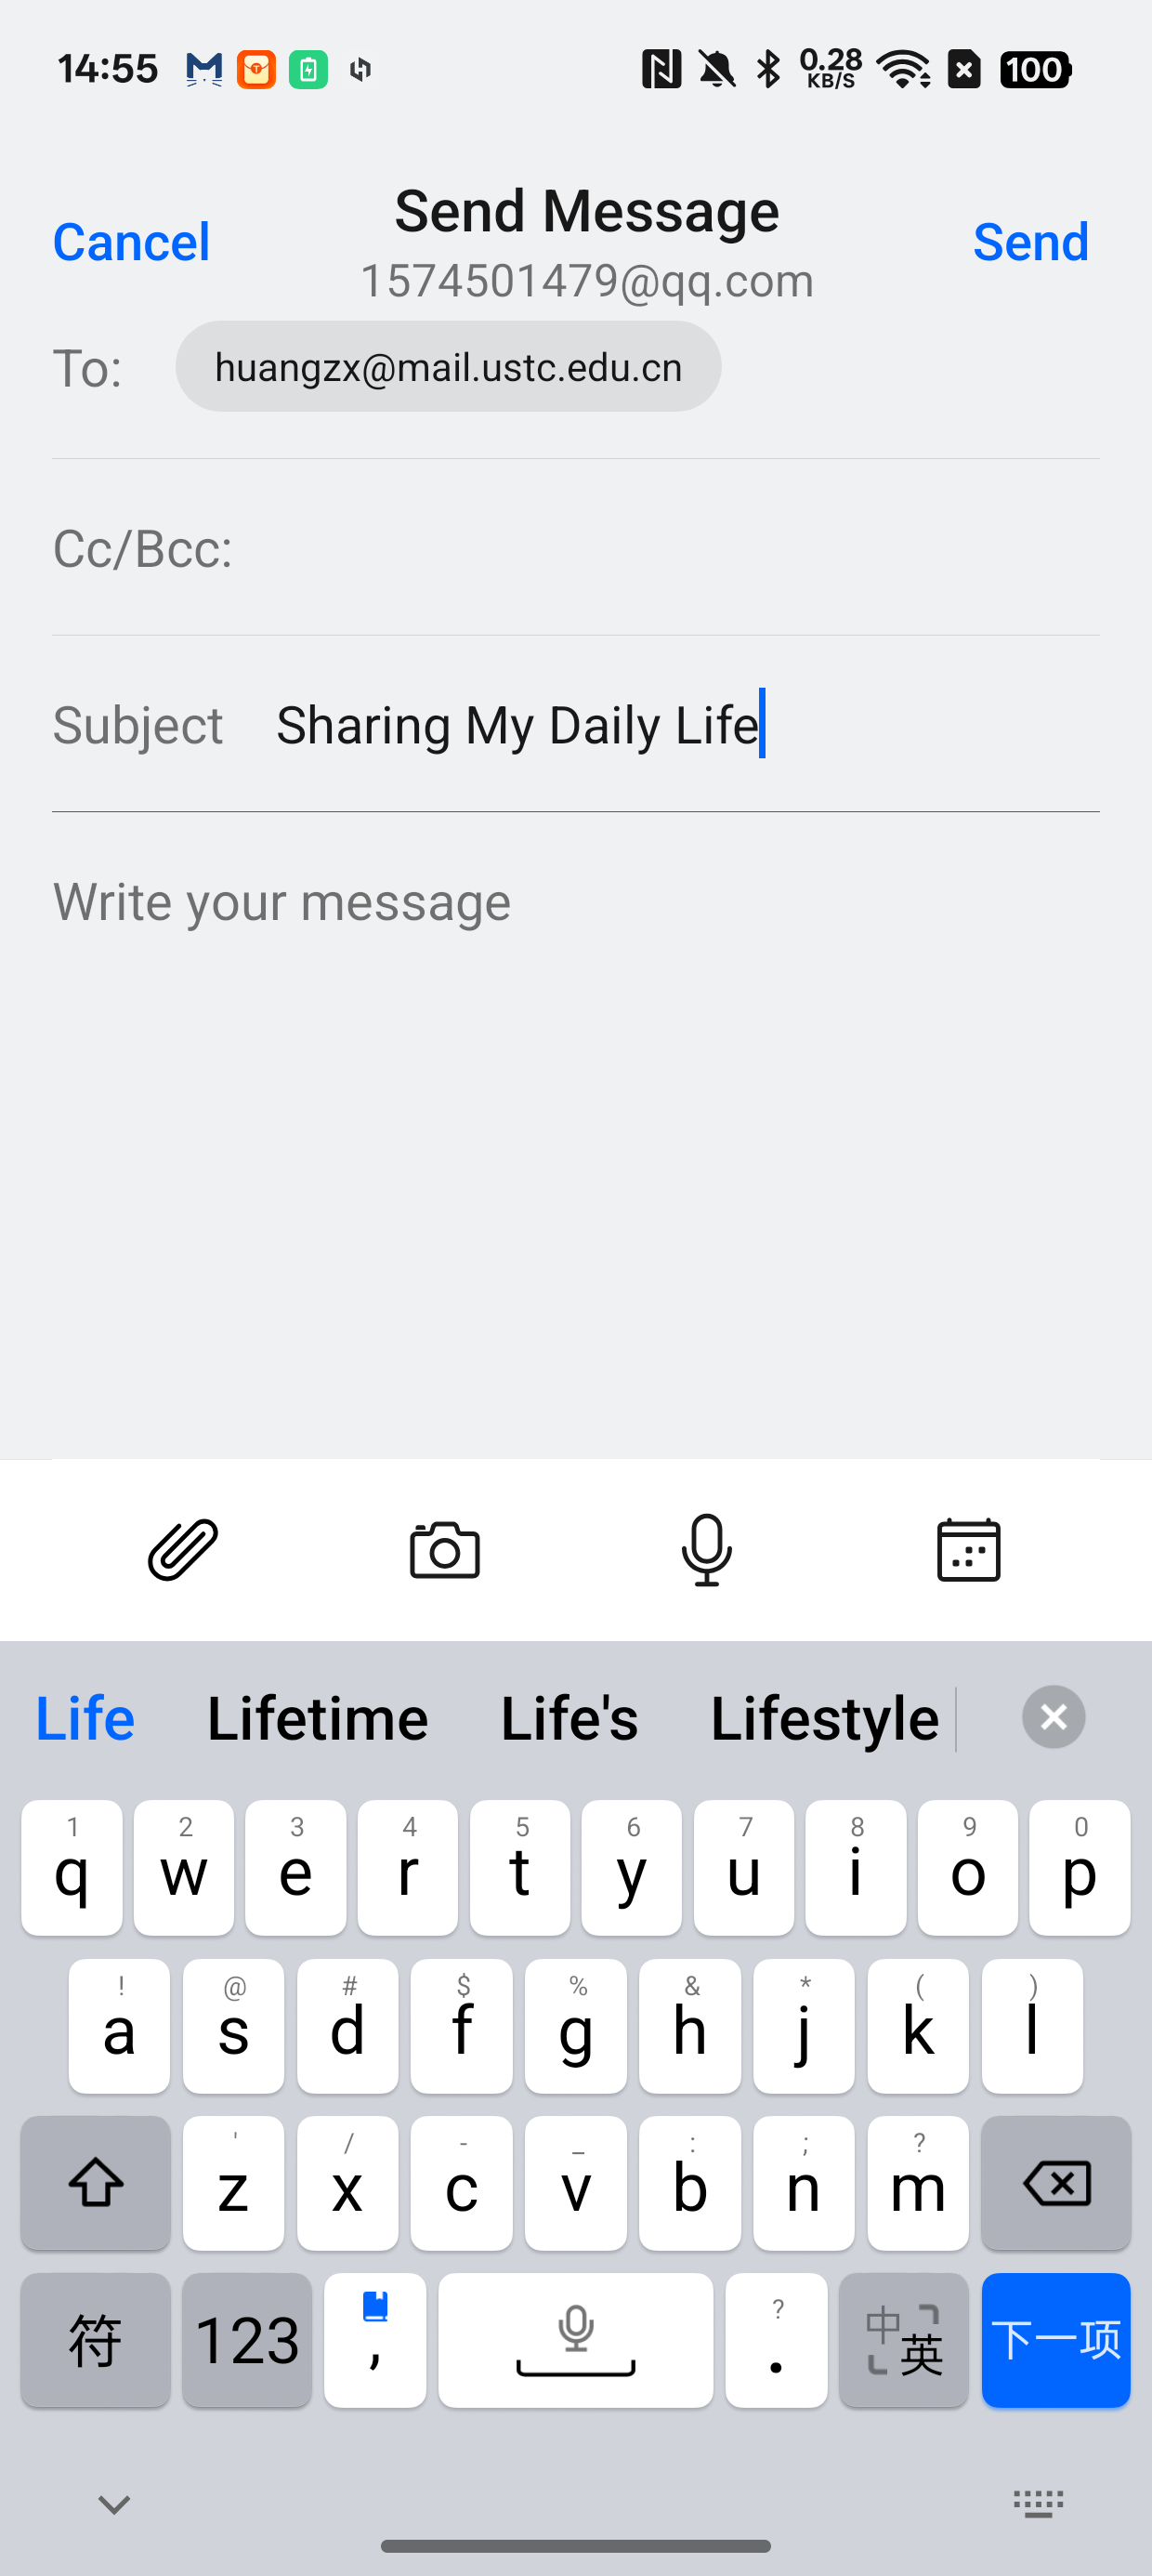 14:55
0.28 KB/S
100
Cancel
Send Message
Send
1574501479@qq.com
To: huangzx@mail.ustc.edu.cn
Cc/Bcc:
Subject Sharing My Daily Life
Write your message
Life Lifetime Life's Lifestyle
1 2 3 4 5 6 7 8 9 0
q w e r t y u i o p
! @ # $ % & * ( )
a s d f g h j k l
' / - _ : ; ?
z x c v b n m
符 123 , ? . 中 英 下一项